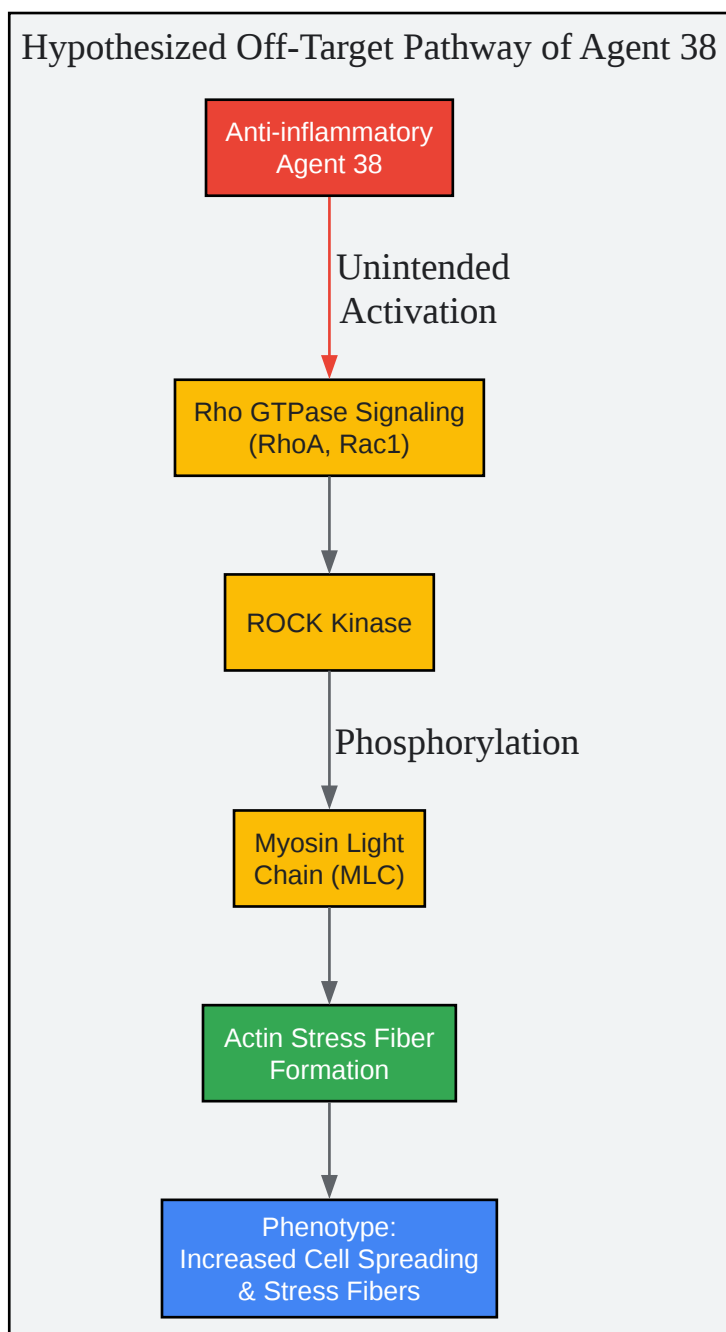 Hypothesized Off-Target Pathway of Agent 38
Anti-inflammatory
Agent 38
Unintended
Activation
Rho GTPase Signaling
(RhoA, Rac1)
ROCK Kinase
Phosphorylation
Myosin Light
Chain (MLC)
Actin Stress Fiber
Formation
Phenotype:
Increased Cell Spreading
& Stress Fibers